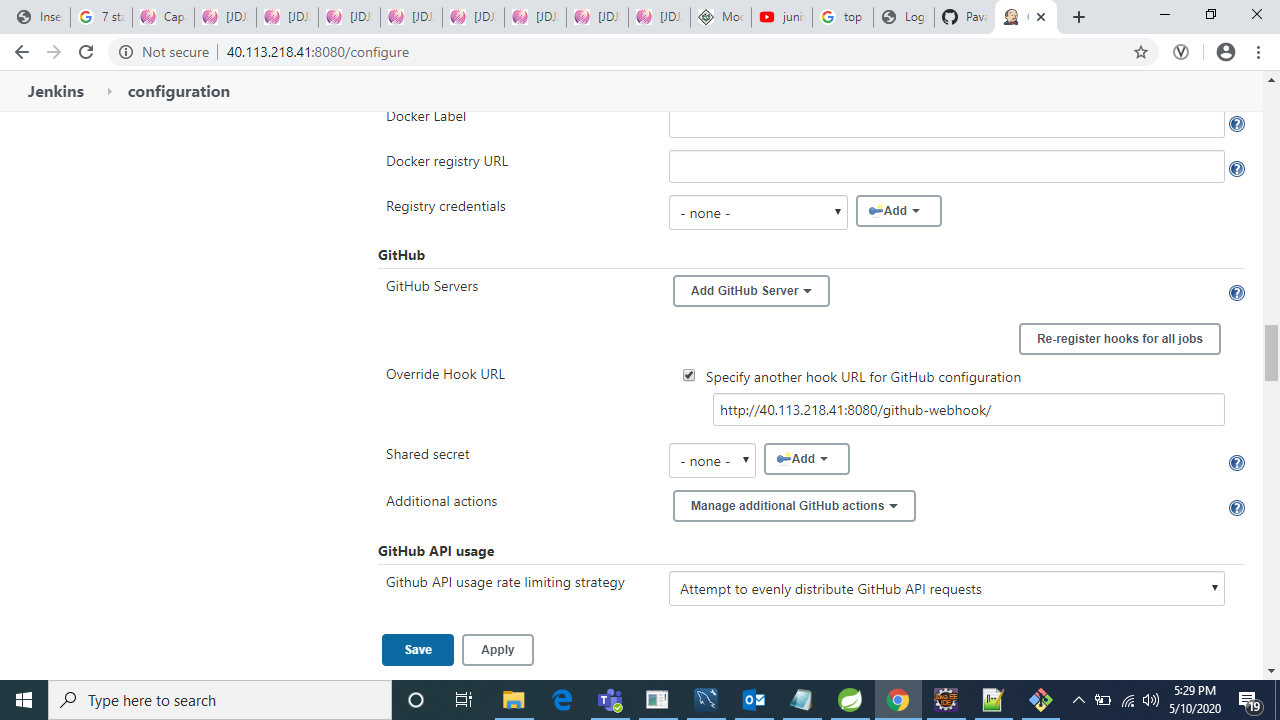 Inse
7 sta
Cap
[JDJ
[JDJ
[JDJ
[JDJ
[JDJ
[JDJ
[JDJ
[JDJ
Moc
junit
top
Log
Pava
Not secure
40.113.218.41:8080/configure
Jenkins
configuration
Docker Label
Docker registry URL
Registry credentials
- none -
Add
GitHub
GitHub Servers
Add GitHub Server
Re-register hooks for all jobs
Override Hook URL
Specify another hook URL for GitHub configuration
http://40.113.218.41:8080/github-webhook/
Shared secret
- none -
Add
Additional actions
Manage additional GitHub actions
GitHub API usage
Github API usage rate limiting strategy
Attempt to evenly distribute GitHub API requests
Save
Apply
Type here to search
5:29 PM
5/10/2020
19